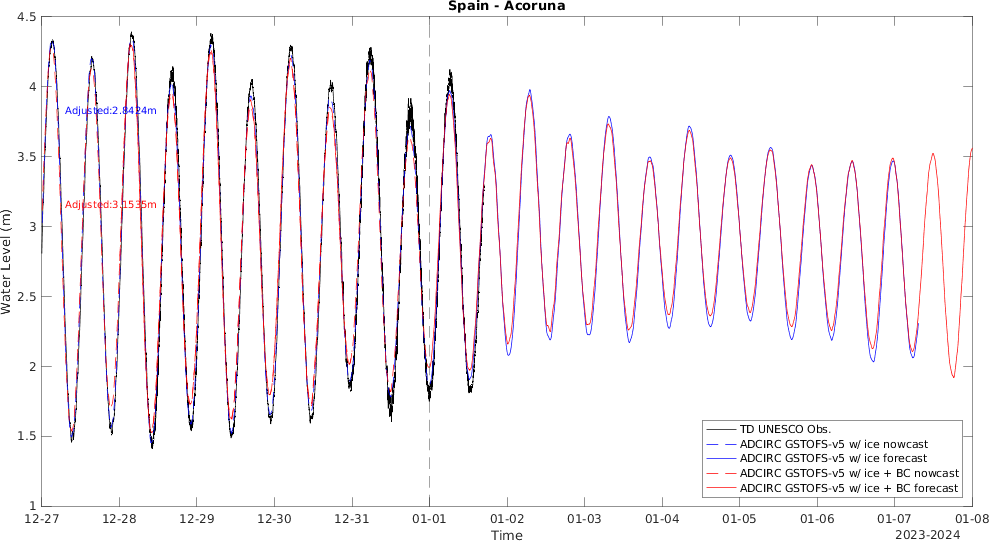 Spain - Acoruna
4.5
4
3.5
3
2.5
2
1.5
1
Water Level (m)
Adjusted:2.8424m
Adjusted:3.1535m
TD UNESCO Obs.
ADCIRC GSTOFS-v5 w/ ice nowcast
ADCIRC GSTOFS-v5 w/ ice forecast
ADCIRC GSTOFS-v5 w/ ice + BC nowcast
ADCIRC GSTOFS-v5 w/ ice + BC forecast
12-27 12-28 12-29 12-30 12-31 01-01 01-02 01-03 01-04 01-05 01-06 01-07 01-08
Time
2023-2024